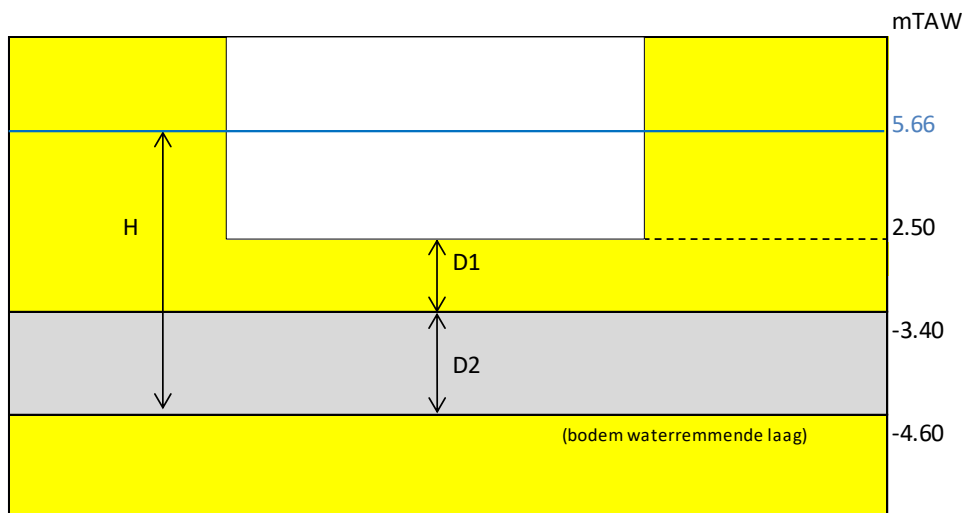 mTAW
5.66
H
2.50
D1
-3.40
D2
(bodem waterremmende laag)
-4.60